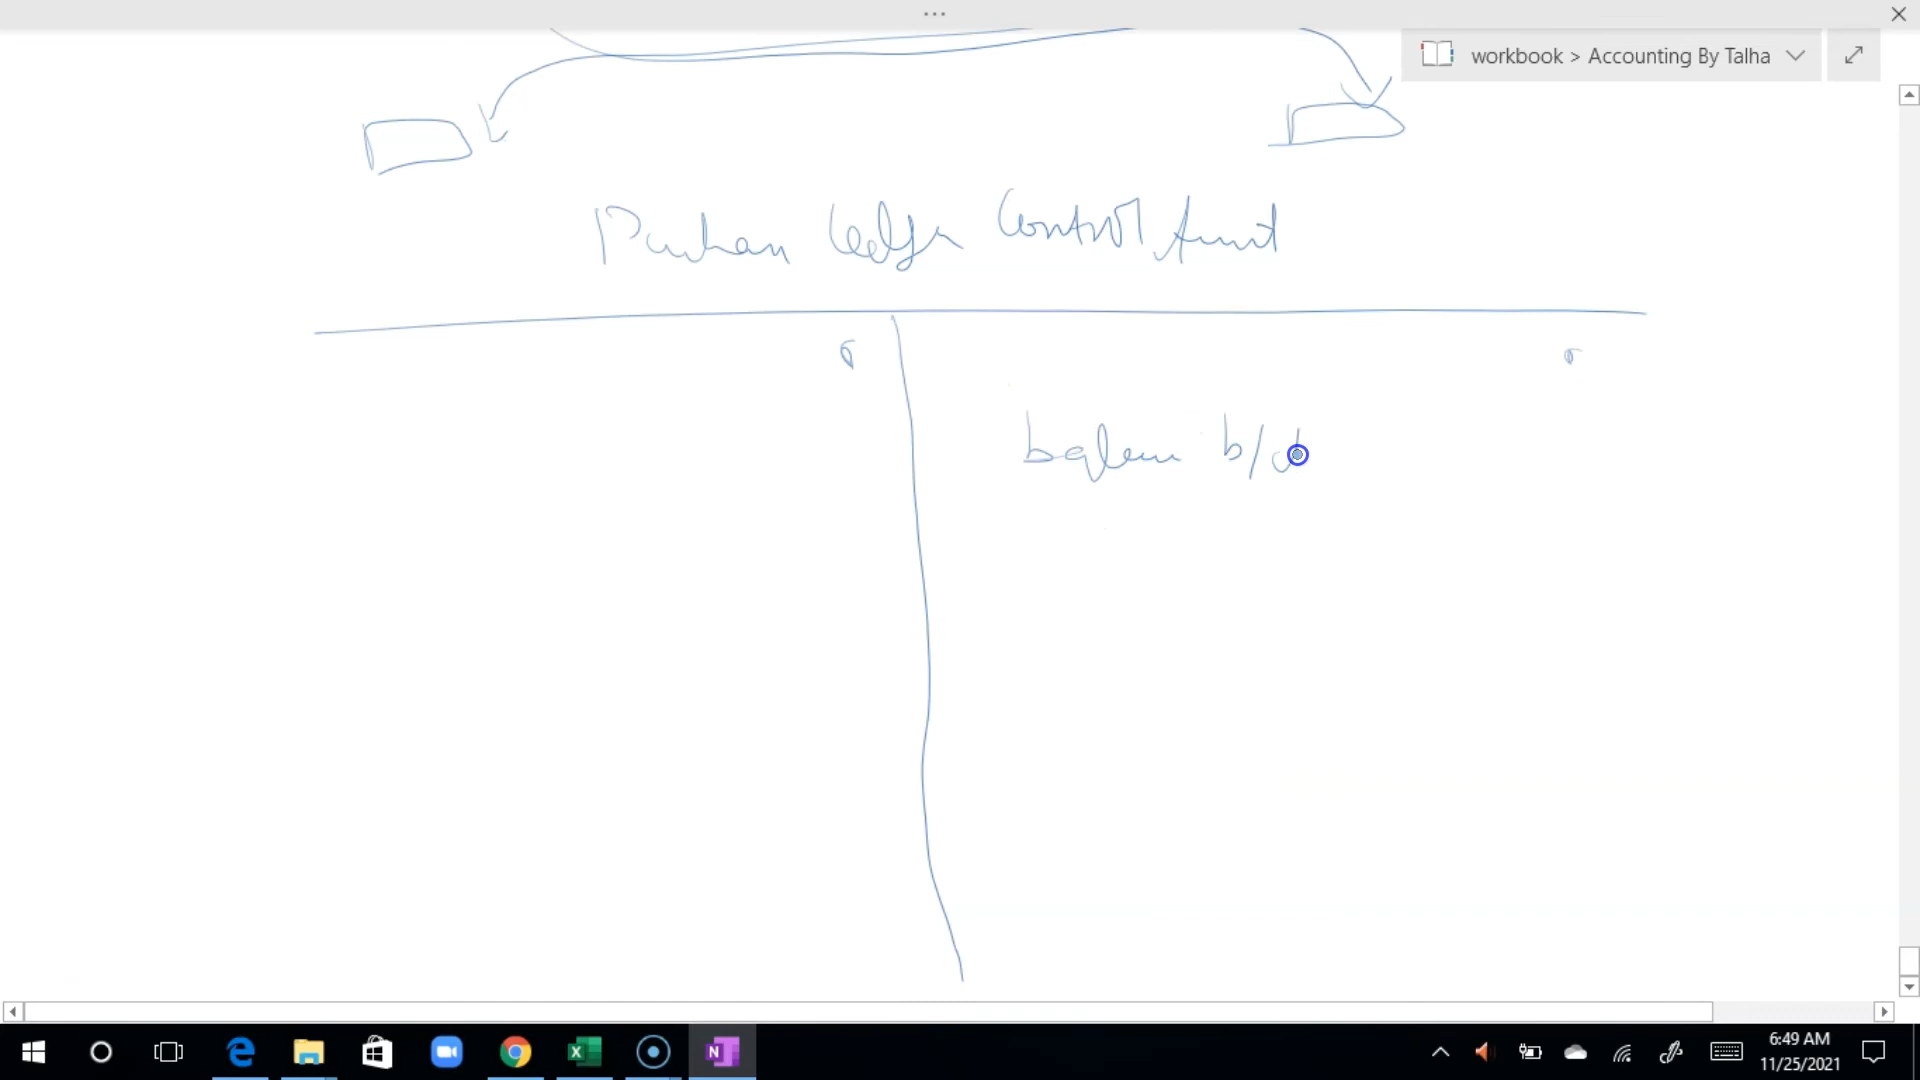 workbook > Accounting By Talha
Purchase Ledger Control Account
$ $
balance b/d
6:49 AM
11/25/2021